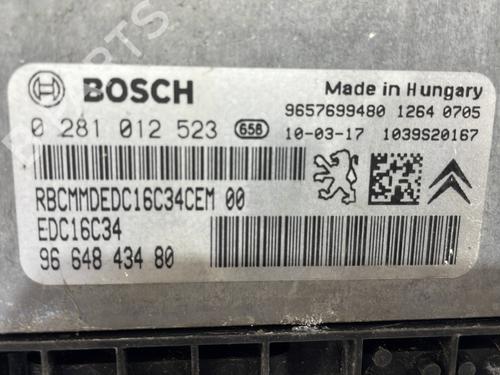 BOSCH
Made in Hungary
9657699480 1264 0705
0 281 012 523 658 10-03-17 1039S20167
RBCMMDEDC16C34CEM 00
EDC16C34
96 648 434 80